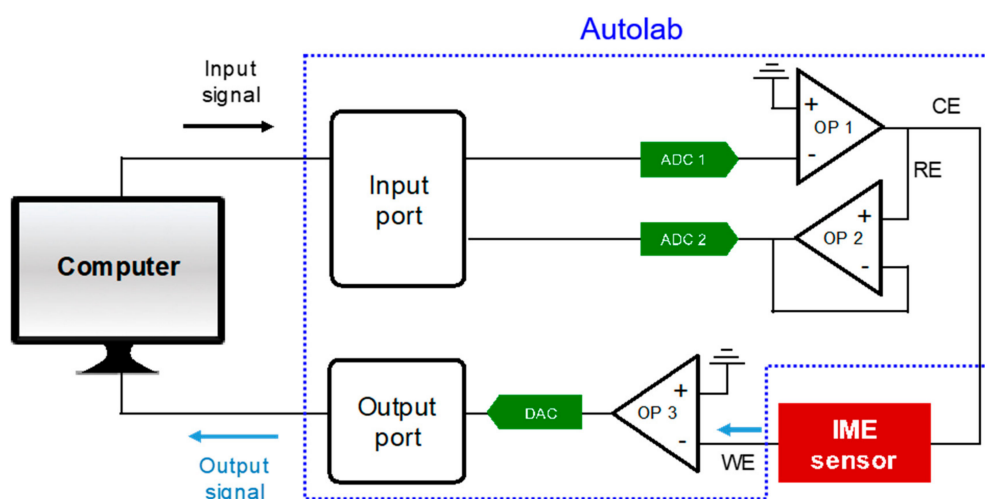 Autolab
Input
signal
Input
port
ADC 1
+
OP 1
-
CE
RE
ADC 2
OP 2
+
-
Computer
Output
port
DAC
OP 3
+
-
WE
IME
sensor
Output
signal